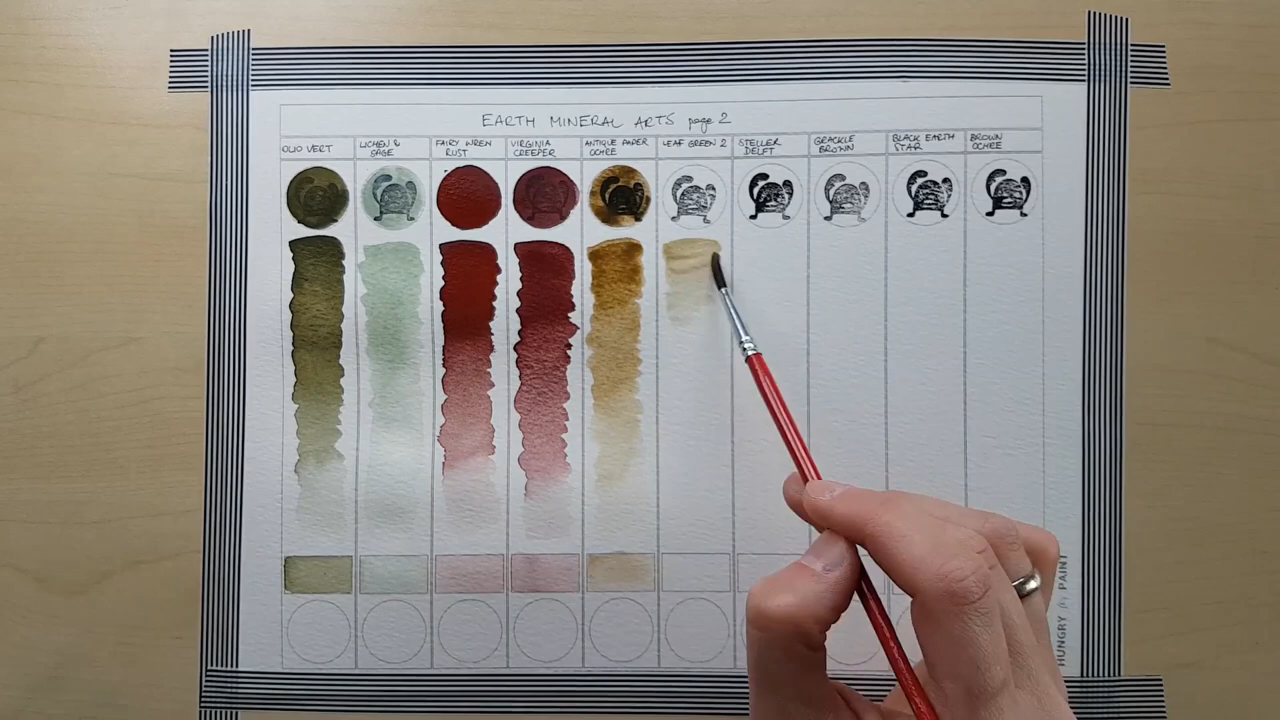 EARTH MINERAL ARTS page 2
OLIO VERT
LICHEN &
SAGE
FAIRY WREN
RUST
VIRGINIA
CREEPER
ANTIQUE PAPER
OCHRE
LEAF GREEN 2
STELLER
DELFT
GRACKLE
BROWN
BLACK EARTH
STAR
BROWN
OCHRE
HUNGRY for PAINT